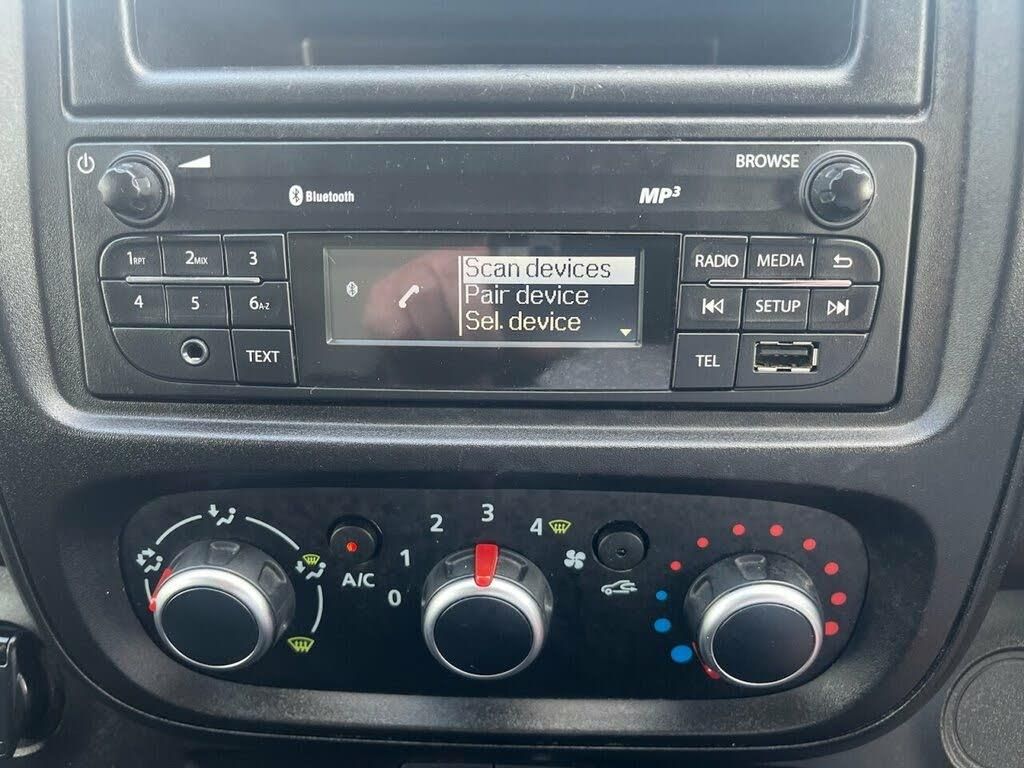 BROWSE
Bluetooth
MP3
1RPT
2MIX
3
4
5
6A-Z
TEXT
Scan devices
Pair device
Sel. device
RADIO
MEDIA
SETUP
TEL
A/C
0
1
2
3
4